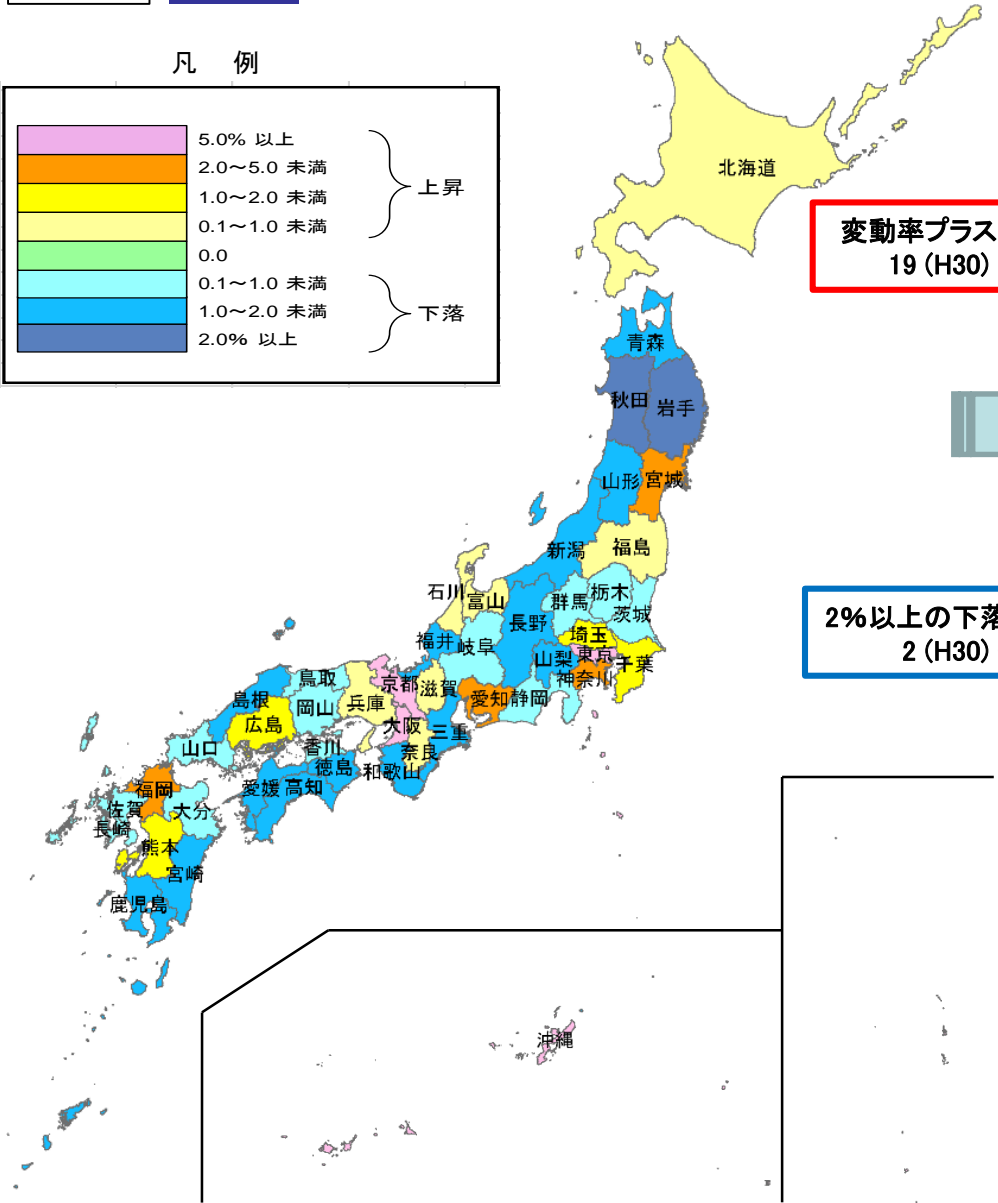 凡 例
5.0% 以上
2.0～5.0 未満
1.0～2.0 未満
0.1～1.0 未満
0.0
0.1～1.0 未満
1.0～2.0 未満
2.0% 以上
上昇
下落
北海道
変動率プラス
19 (H30)
青森
秋田
岩手
山形
宮城
新潟
福島
2%以上の下落
2 (H30)
石川
富山
群馬
栃木
茨城
長野
福井
岐阜
埼玉
山梨
東京
千葉
神奈川
鳥取
京都
滋賀
島根
岡山
兵庫
愛知
静岡
広島
大阪
三重
山口
香川
奈良
徳島
和歌山
愛媛
高知
福岡
佐賀
大分
長崎
熊本
宮崎
鹿児島
沖縄